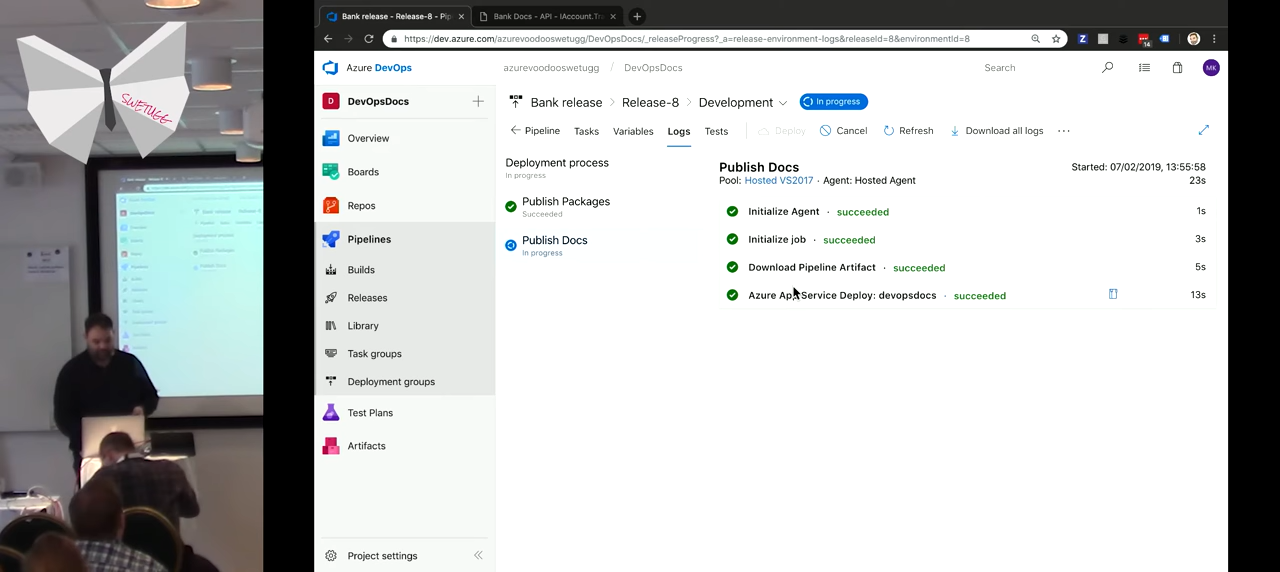 SWETUGG
Bank release - Release-8 - Pip
Bank Docs - API - IAccount.Tra
https://dev.azure.com/azurevoodooswetugg/DevOpsDocs/_releaseProgress?_a=release-environment-logs&releaseId=8&environmentId=8
14
Azure DevOps
azurevoodooswetugg / DevOpsDocs
Search
MK
D DevOpsDocs
Overview
Boards
Repos
Pipelines
Builds
Releases
Library
Task groups
Deployment groups
Test Plans
Artifacts
Project settings
Bank release > Release-8 > Development
In progress
Pipeline Tasks Variables Logs Tests Deploy Cancel Refresh Download all logs ...
Deployment process
In progress
Publish Packages
Succeeded
Publish Docs
In progress
Publish Docs
Started: 07/02/2019, 13:55:58
Pool: Hosted VS2017 · Agent: Hosted Agent
23s
Initialize Agent · succeeded 1s
Initialize job · succeeded 3s
Download Pipeline Artifact · succeeded 5s
Azure App Service Deploy: devopsdocs · succeeded 13s